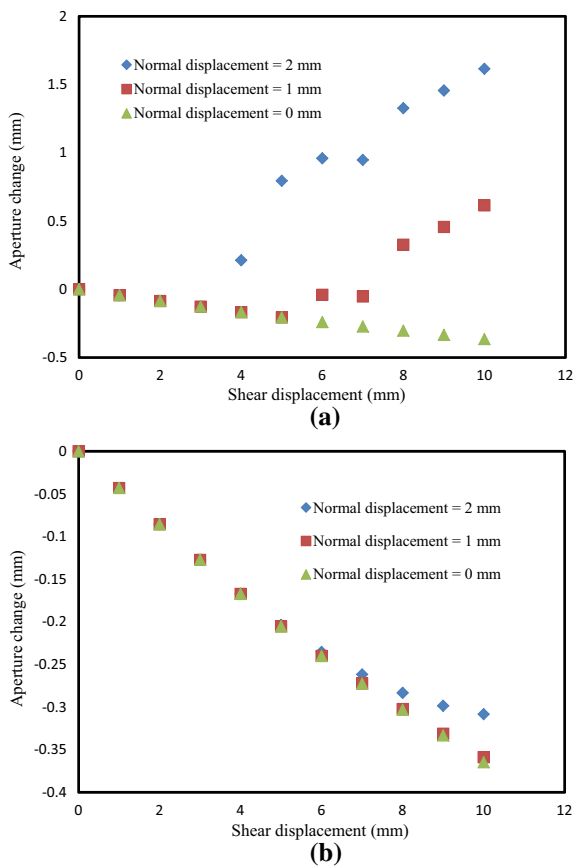 2
1.5
1
0.5
0
-0.5
Aperture change (mm)
Normal displacement = 2 mm
Normal displacement = 1 mm
Normal displacement = 0 mm
0 2 4 6 8 10 12
Shear displacement (mm)
(a)
0
-0.05
-0.1
-0.15
-0.2
-0.25
-0.3
-0.35
-0.4
Aperture change (mm)
Normal displacement = 2 mm
Normal displacement = 1 mm
Normal displacement = 0 mm
0 2 4 6 8 10 12
Shear displacement (mm)
(b)